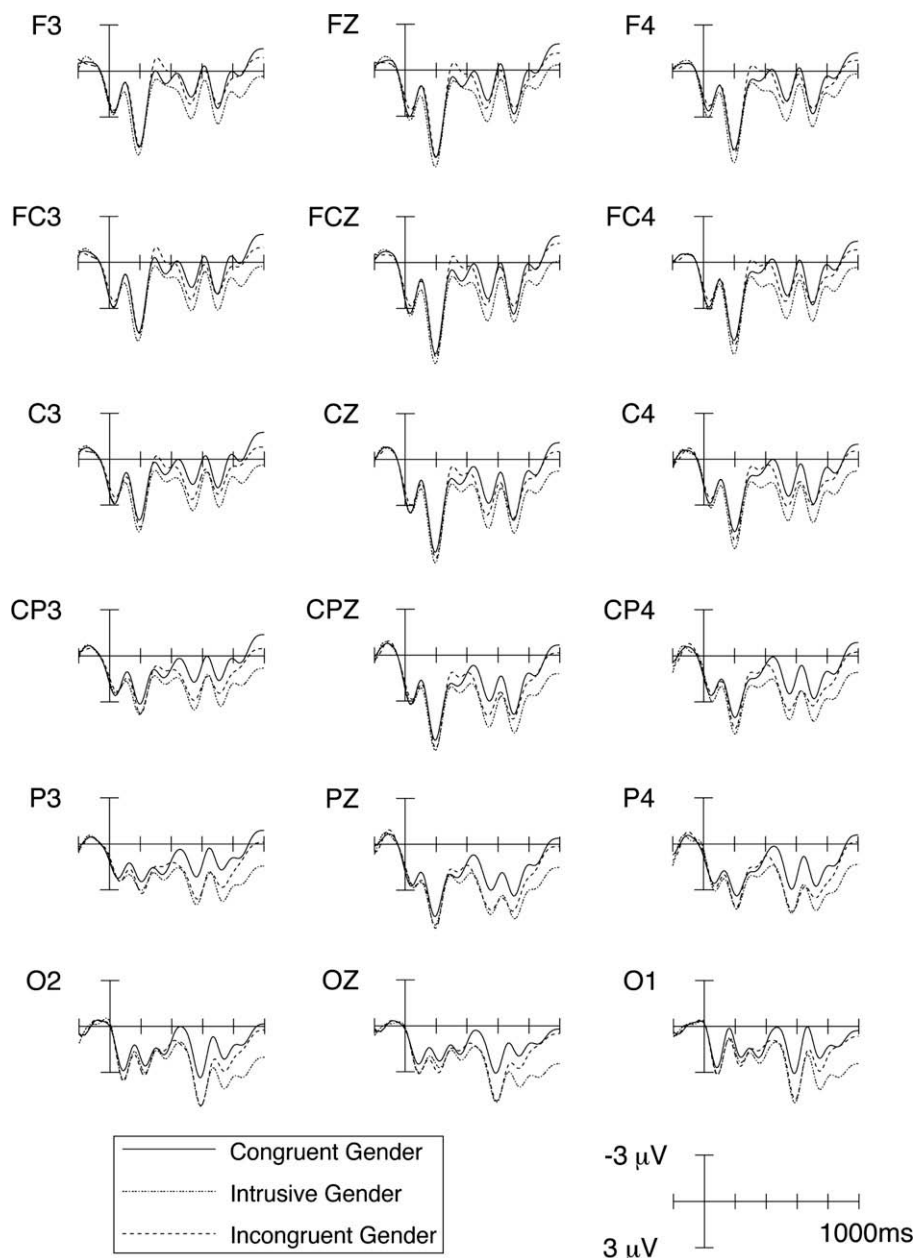 F3 FZ F4
FC3 FCZ FC4
C3 CZ C4
CP3 CPZ CP4
P3 PZ P4
O2 OZ O1
Congruent Gender
Intrusive Gender
Incongruent Gender
-3 µV
1000ms
3 µV